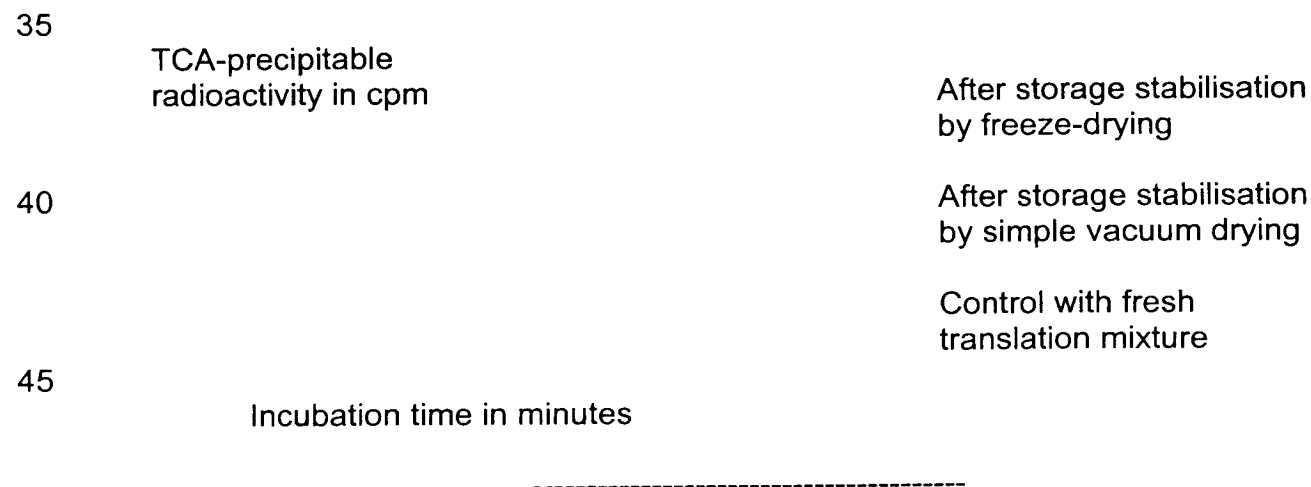 35
TCA-precipitable
radioactivity in cpm
After storage stabilisation
by freeze-drying
40
After storage stabilisation
by simple vacuum drying
Control with fresh
translation mixture
45
Incubation time in minutes